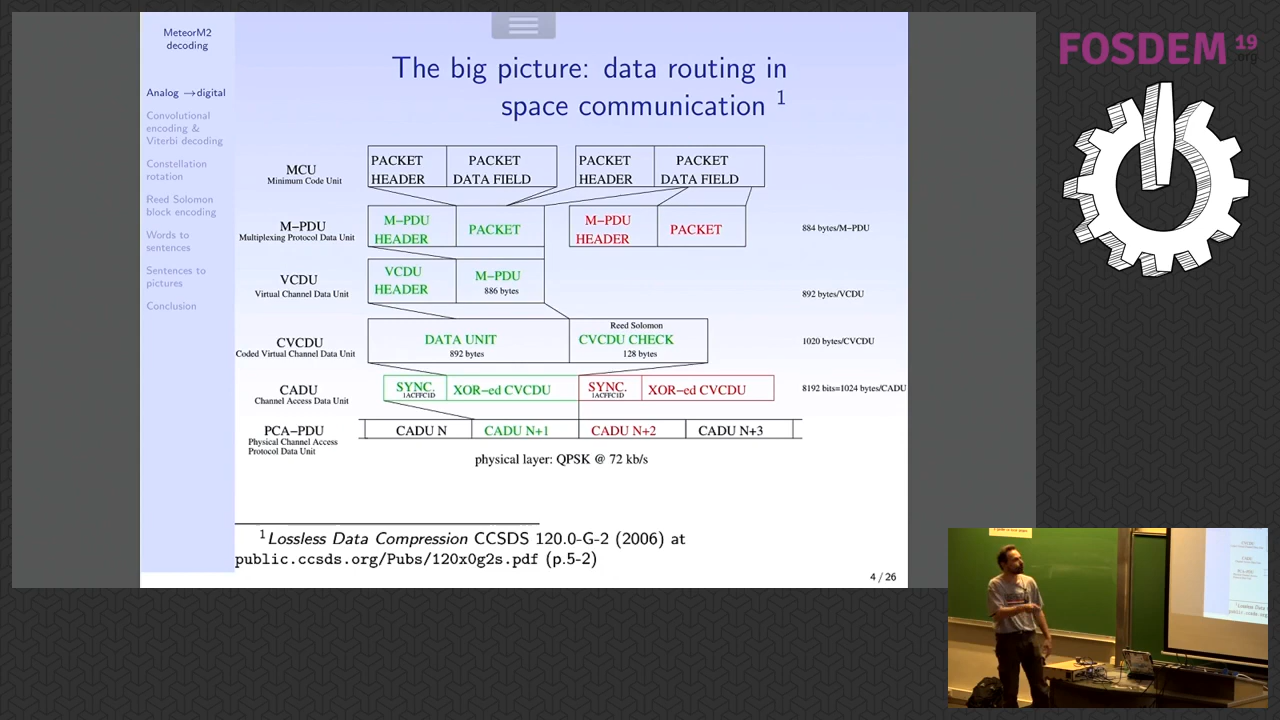 MeteorM2
decoding
Analog →digital
Convolutional
encoding &
Viterbi decoding
Constellation
rotation
Reed Solomon
block encoding
Words to
sentences
Sentences to
pictures
Conclusion
The big picture: data routing in
space communication 1
MCU
Minimum Code Unit
PACKET HEADER
PACKET DATA FIELD
PACKET HEADER
PACKET DATA FIELD
M−PDU
Multiplexing Protocol Data Unit
M−PDU HEADER
PACKET
M−PDU HEADER
PACKET
884 bytes/M−PDU
VCDU
Virtual Channel Data Unit
VCDU HEADER
M−PDU
886 bytes
892 bytes/VCDU
CVCDU
Coded Virtual Channel Data Unit
DATA UNIT
892 bytes
Reed Solomon
CVCDU CHECK
128 bytes
1020 bytes/CVCDU
CADU
Channel Access Data Unit
SYNC.
1ACFFC1D
XOR−ed CVCDU
SYNC.
1ACFFC1D
XOR−ed CVCDU
8192 bits=1024 bytes/CADU
PCA−PDU
Physical Channel Access
Protocol Data Unit
CADU N
CADU N+1
CADU N+2
CADU N+3
physical layer: QPSK @ 72 kb/s
1Lossless Data Compression CCSDS 120.0-G-2 (2006) at
public.ccsds.org/Pubs/120x0g2s.pdf (p.5-2)
4 / 26
FOSDEM 19
.org